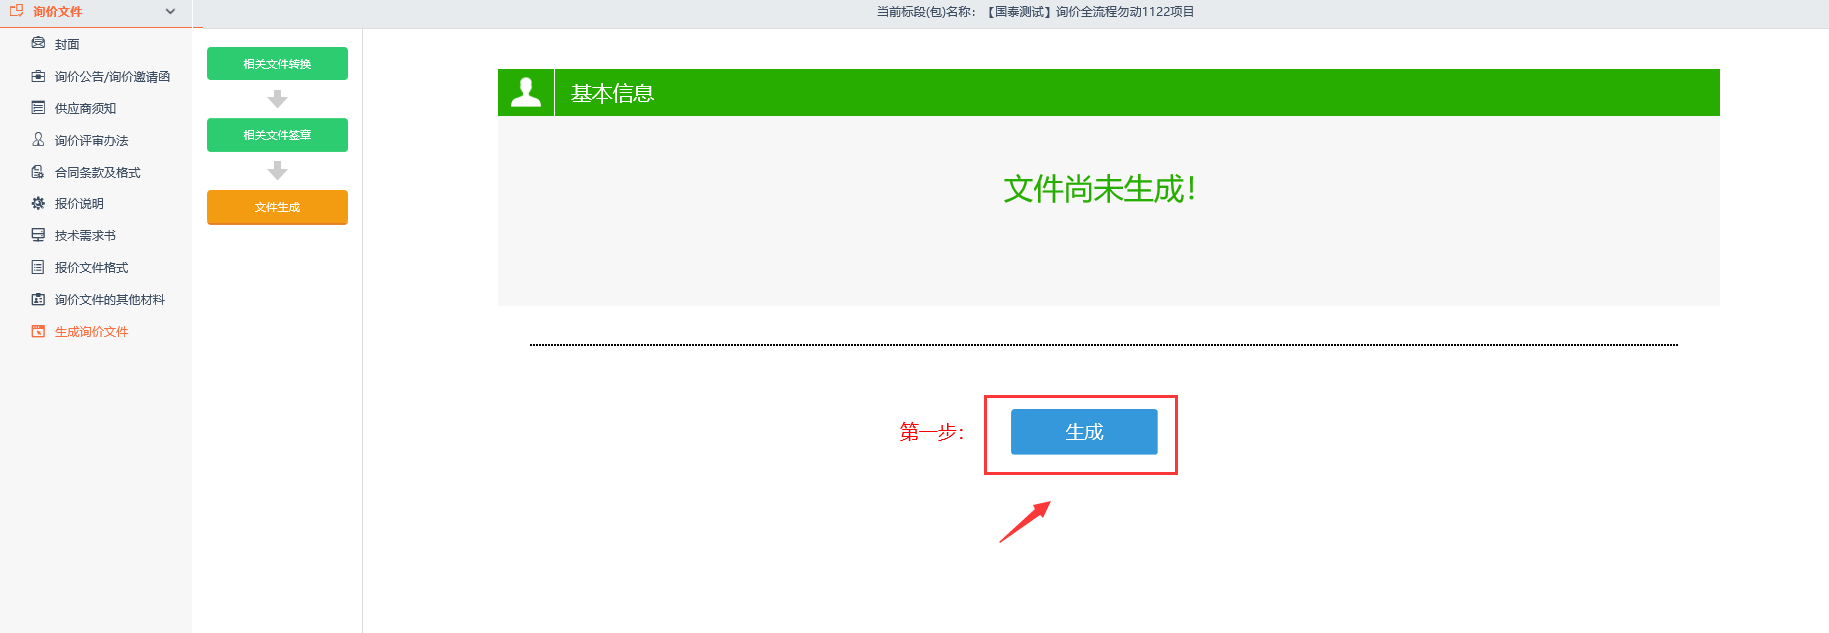 询价文件
当前标段(包)名称：【国泰测试】询价全流程勿动1122项目
封面
询价公告/询价邀请函
供应商须知
询价评审办法
合同条款及格式
报价说明
技术需求书
报价文件格式
询价文件的其他材料
生成询价文件
相关文件转换
相关文件签章
文件生成
基本信息
文件尚未生成！
第一步：
生成